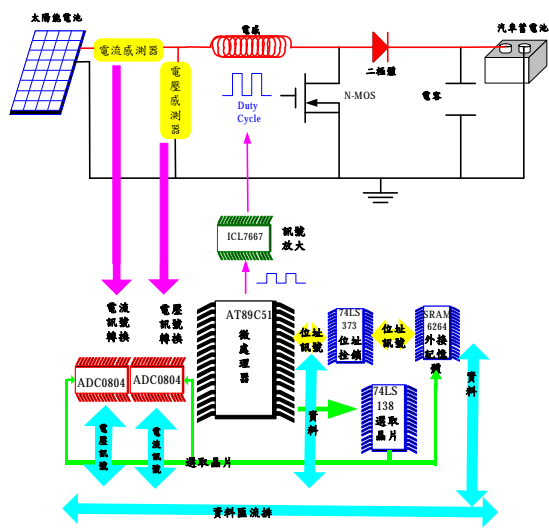 太陽能電池
電流感測器
電感
汽車蓄電池
電
壓
感
測
器
二極體
Duty
Cycle
N-MOS
電容
ICL7667
訊號
放大
電流
訊號
轉換
電壓
訊號
轉換
AT89C51
微
處
理
器
位址
訊號
74LS
373
位址
拴鎖
位址
訊號
SRAM
6264
外接
記憶
體
ADC0804
ADC0804
資
料
74LS
138
選取
晶片
資
料
電
壓
訊
號
電
流
訊
號
選取晶片
資料匯流排